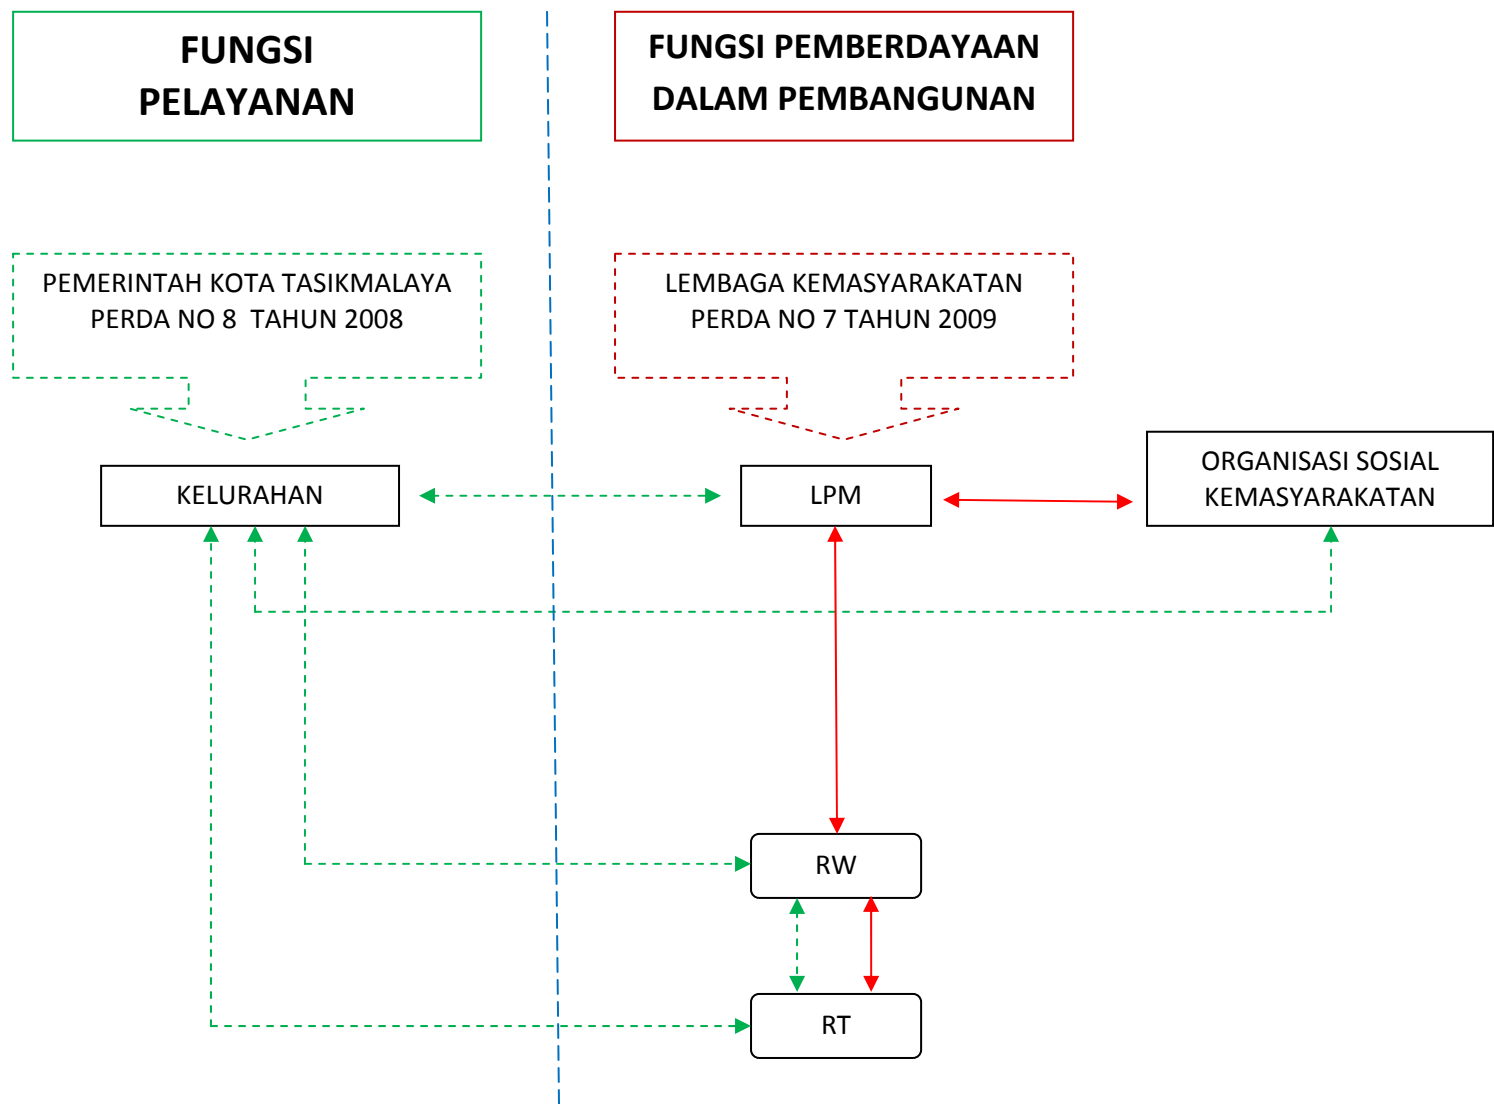 FUNGSI
PELAYANAN
FUNGSI PEMBERDAYAAN
DALAM PEMBANGUNAN
PEMERINTAH KOTA TASIKMALAYA
PERDA NO 8  TAHUN 2008
LEMBAGA KEMASYARAKATAN
PERDA NO 7 TAHUN 2009
KELURAHAN
LPM
ORGANISASI SOSIAL
KEMASYARAKATAN
RW
RT